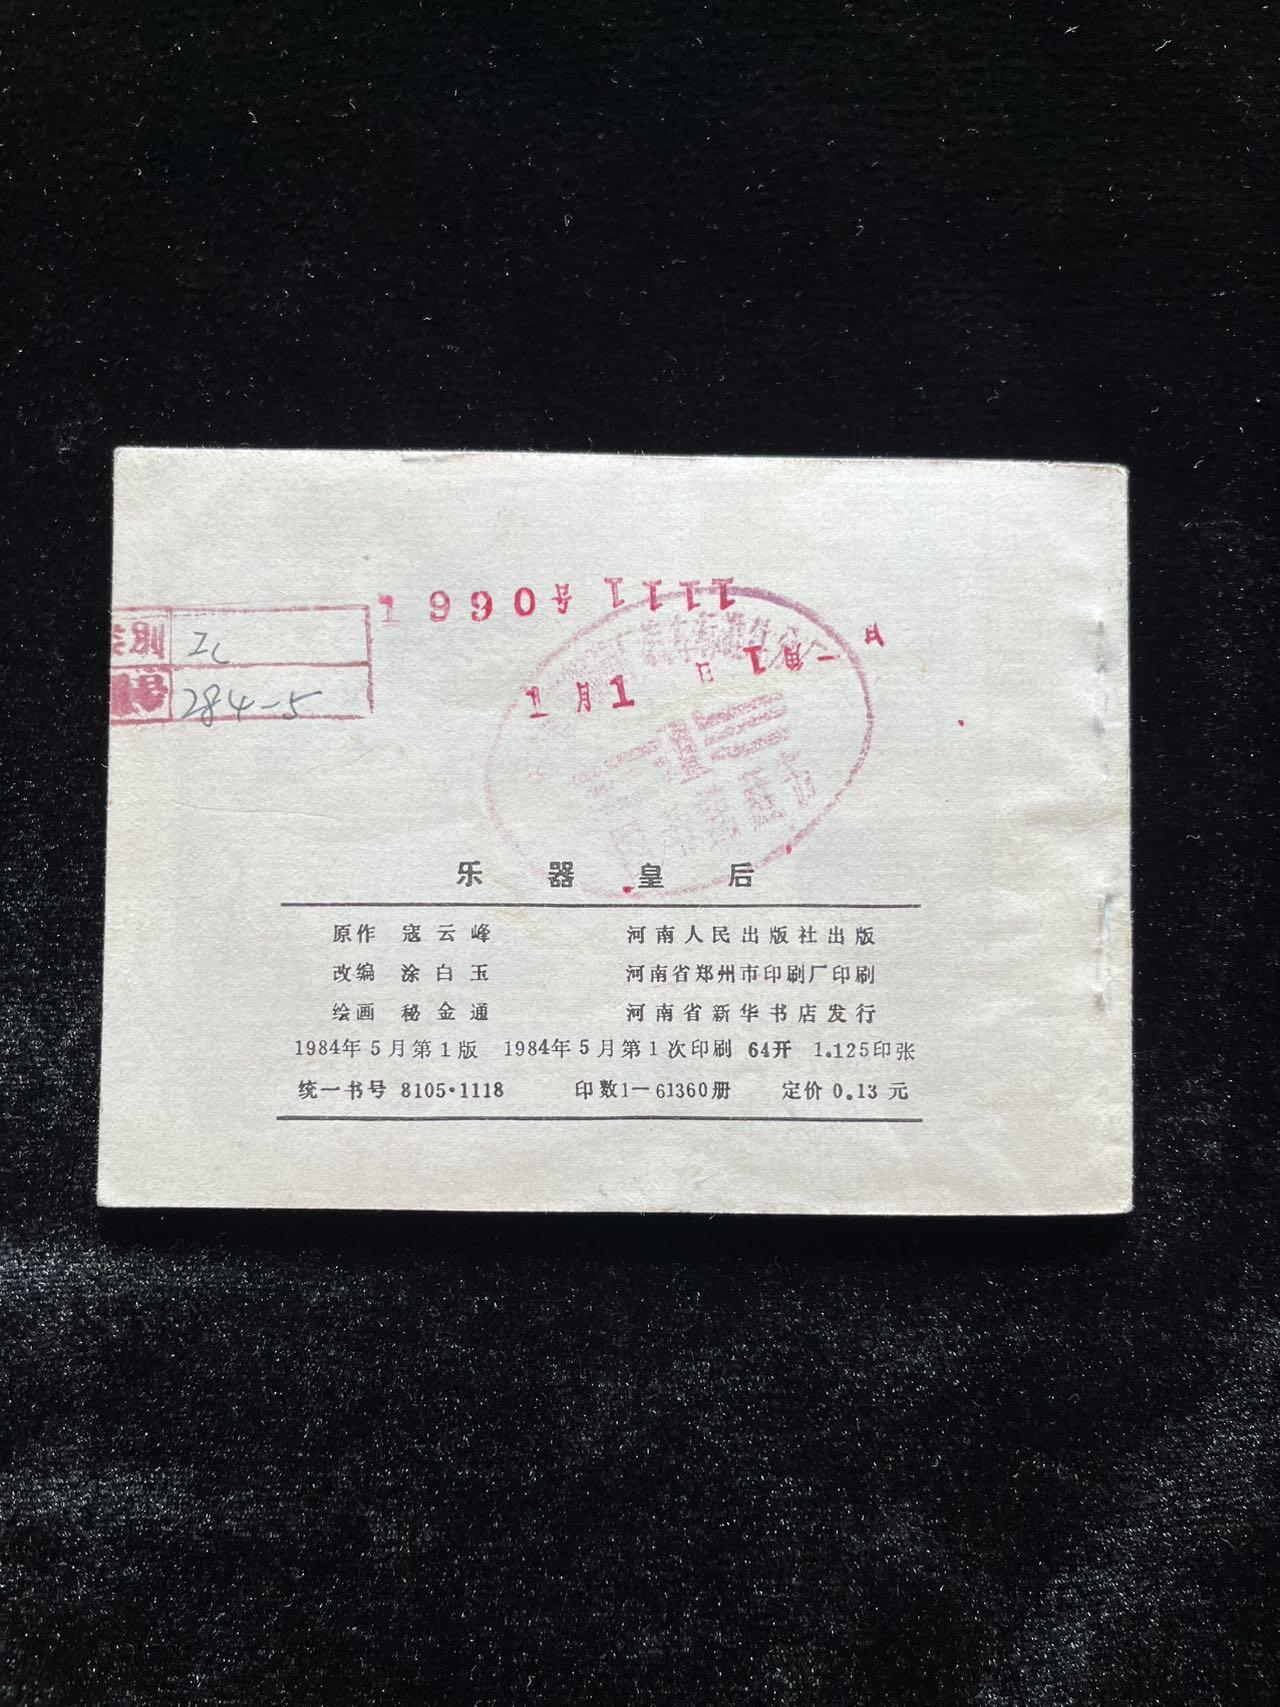 1990 1111
1月1日 1
别 I
号 284-5
乐器皇后
原作 寇云峰 河南人民出版社出版
改编 涂白玉 河南省郑州市印刷厂印刷
绘画 秘金通 河南省新华书店发行
1984年5月第1版 1984年5月第1次印刷 64开 1.125印张
统一书号 8105·1118 印数1—61360册 定价 0.13 元